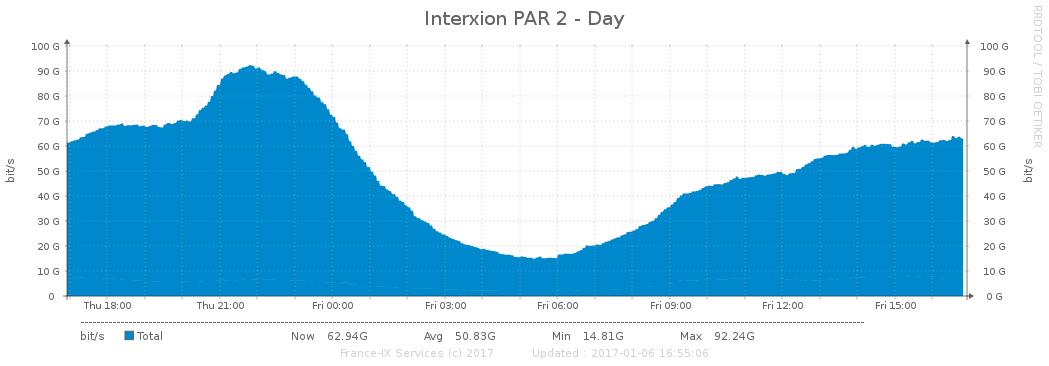 Interxion PAR 2 - Day
RRDTOOL / TOBI OETIKER
100 G 100 G
90 G 90 G
80 G 80 G
70 G 70 G
60 G 60 G
50 G 50 G
40 G 40 G
30 G 30 G
20 G 20 G
10 G 10 G
0 0 G
bit/s
bit/s
Thu 18:00 Thu 21:00 Fri 00:00 Fri 03:00 Fri 06:00 Fri 09:00 Fri 12:00 Fri 15:00
bit/s Total Now 62.94G Avg 50.83G Min 14.81G Max 92.24G
France-IX Services (c) 2017 Updated : 2017-01-06 16:55:06